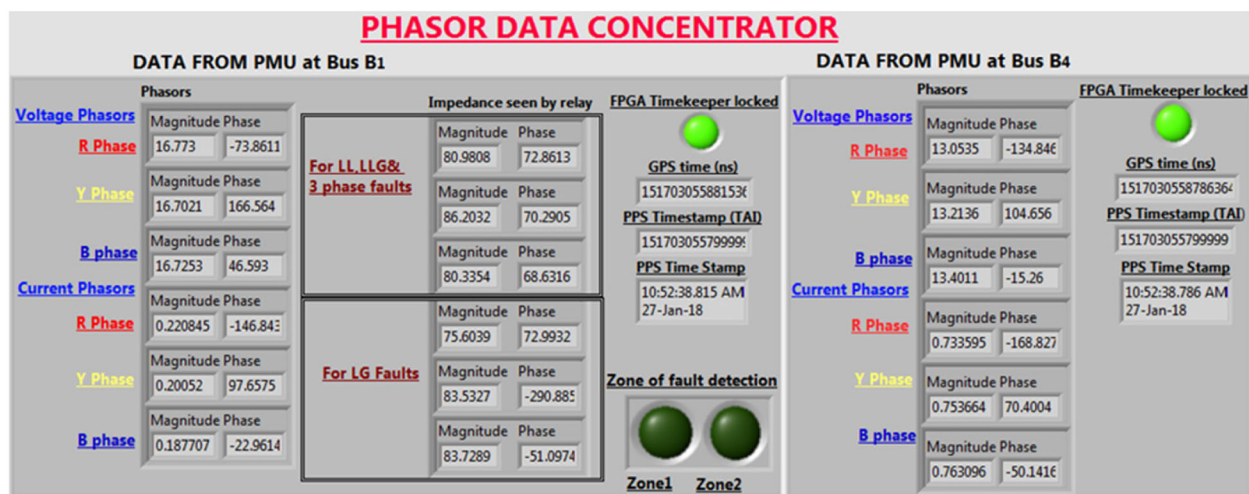 PHASOR DATA CONCENTRATOR
DATA FROM PMU at Bus B1
Phasors
Voltage Phasors
Magnitude Phase
R Phase
16.773 -73.8611
Magnitude Phase
Y Phase
16.7021 166.564
Magnitude Phase
B phase
16.7253 46.593
Current Phasors
Magnitude Phase
R Phase
0.220845 -146.843
Magnitude Phase
Y Phase
0.20052 97.6575
Magnitude Phase
B phase
0.187707 -22.9614
Impedance seen by relay
For LL,LLG&
3 phase faults
Magnitude Phase
80.9808 72.8613
Magnitude Phase
86.2032 70.2905
Magnitude Phase
80.3354 68.6316
For LG Faults
Magnitude Phase
75.6039 72.9932
Magnitude Phase
83.5327 -290.885
Magnitude Phase
83.7289 -51.0974
FPGA Timekeeper locked
GPS time (ns)
151703055881536
PPS Timestamp (TAI)
151703055799999
PPS Time Stamp
10:52:38.815 AM
27-Jan-18
Zone of fault detection
Zone1 Zone2
DATA FROM PMU at Bus B4
Phasors
Voltage Phasors
Magnitude Phase
R Phase
13.0535 -134.846
Magnitude Phase
Y Phase
13.2136 104.656
Magnitude Phase
B phase
13.4011 -15.26
Current Phasors
Magnitude Phase
R Phase
0.733595 -168.827
Magnitude Phase
Y Phase
0.753664 70.4004
Magnitude Phase
B phase
0.763096 -50.1416
FPGA Timekeeper locked
GPS time (ns)
1517030558786364
PPS Timestamp (TAI)
151703055799999
PPS Time Stamp
10:52:38.786 AM
27-Jan-18